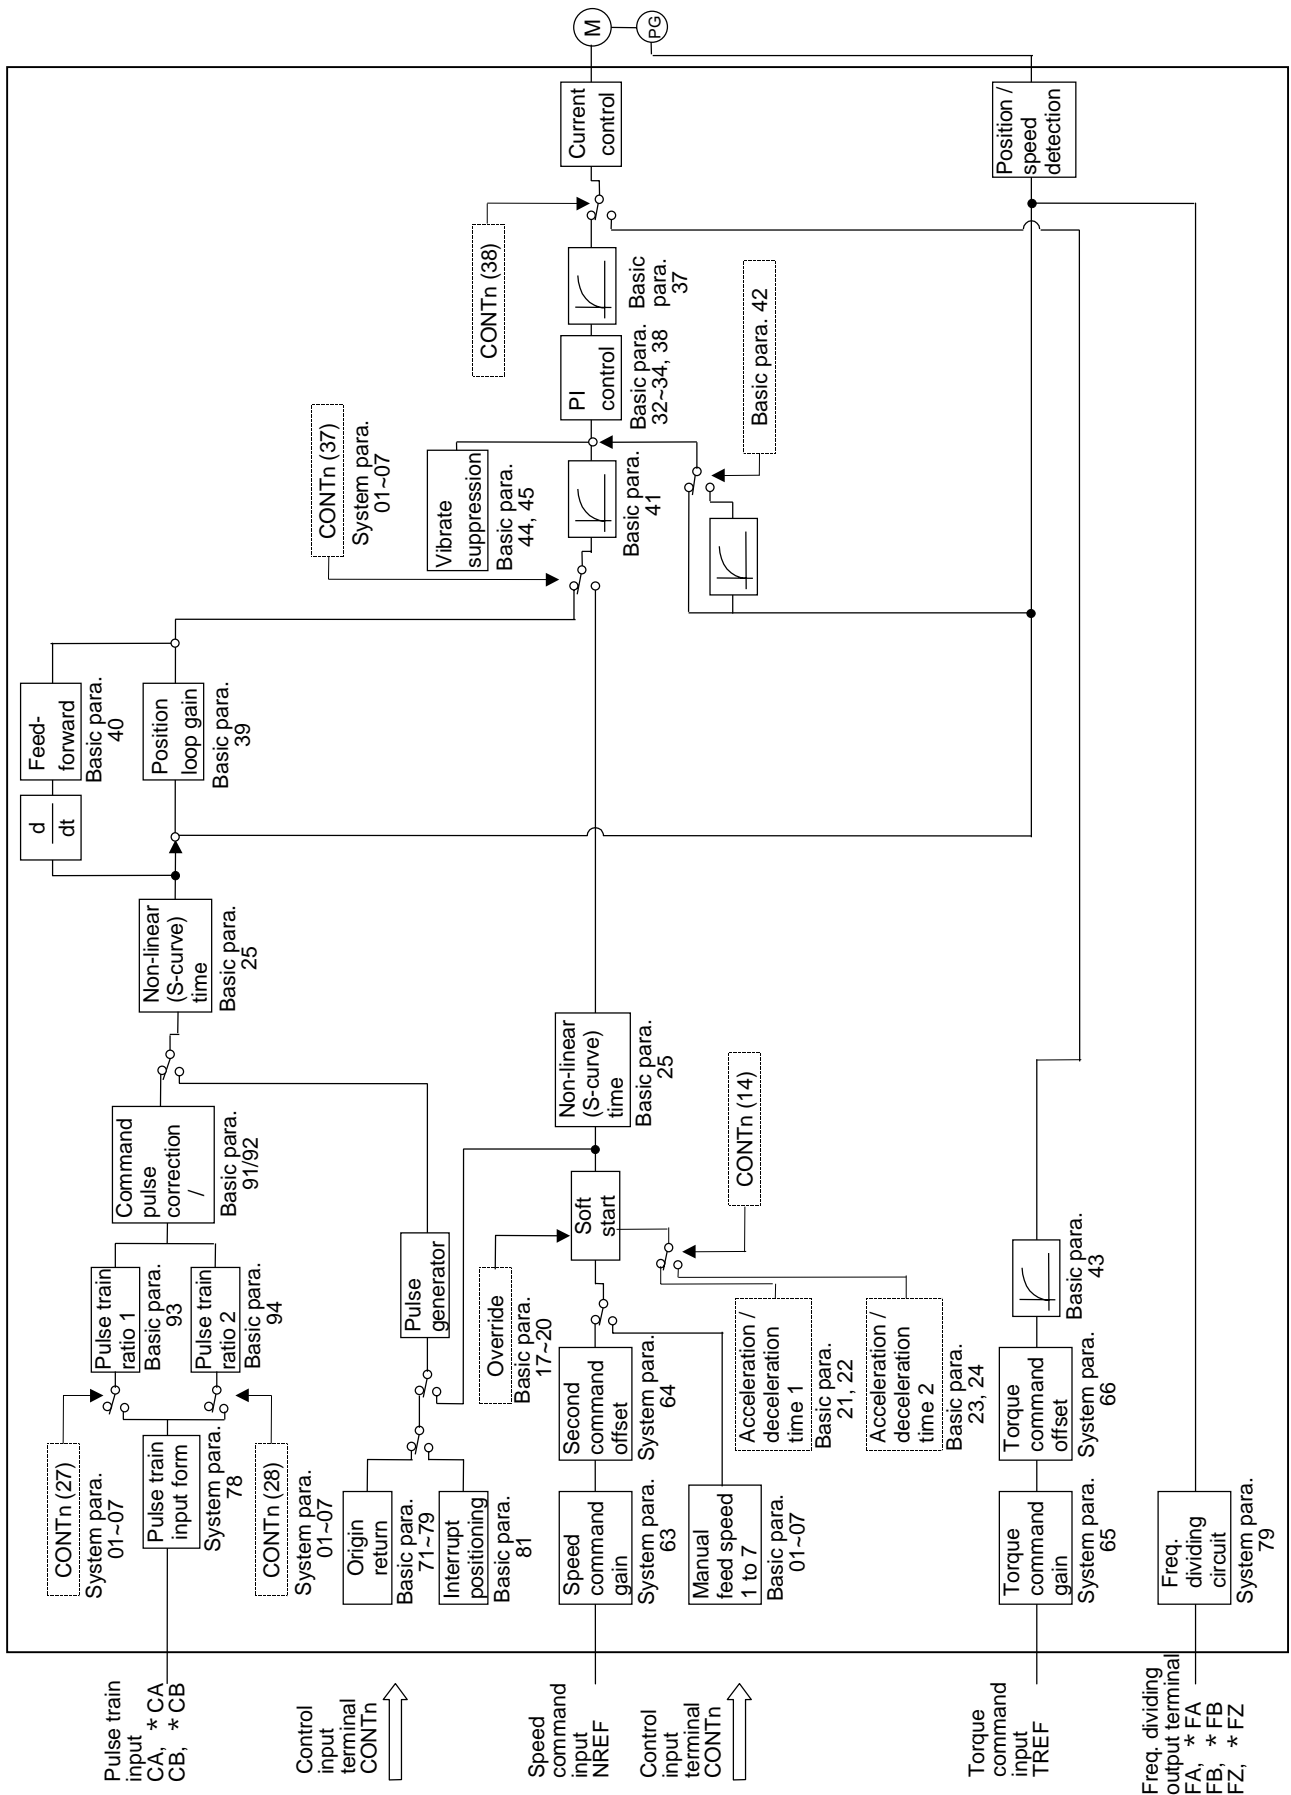 Pulse train
input
CA, *CA
CB, *CB
CONTn (27)
System para.
01~07
Pulse train
input form
System para.
78
CONTn (28)
System para.
01~07
Pulse train
ratio 1
Basic para.
93
Pulse train
ratio 2
Basic para.
94
Command
pulse
correction
/
Basic para.
91/92
Non-linear
(S-curve)
time
Basic para.
25
d
dt
Feed-
forward
Basic para.
40
Position
loop gain
Basic para.
39
Control
input
terminal
CONTn
Origin
return
Basic para.
71~79
Interrupt
positioning
Basic para.
81
Pulse
generator
CONTn (37)
System para.
01~07
Vibrate
suppression
Basic para.
44, 45
CONTn (38)
Speed
command
input
NREF
Speed
command
gain
System para.
63
Second
command
offset
System para.
64
Override
Basic para.
17~20
Soft
start
Non-linear
(S-curve)
time
Basic para.
25
Basic para.
41
PI
control
Basic para.
32~34, 38
Basic
para.
37
Current
control
M
PG
Control
input
terminal
CONTn
Manual
feed speed
1 to 7
Basic para.
01~07
Acceleration /
deceleration
time 1
Basic para.
21, 22
Acceleration /
deceleration
time 2
Basic para.
23, 24
CONTn (14)
Basic para. 42
Torque
command
input
TREF
Torque
command
gain
System para.
65
Torque
command
offset
System para.
66
Basic para.
43
Position /
speed
detection
Freq. dividing
output terminal
FA, *FA
FB, *FB
FZ, *FZ
Freq.
dividing
circuit
System para.
79